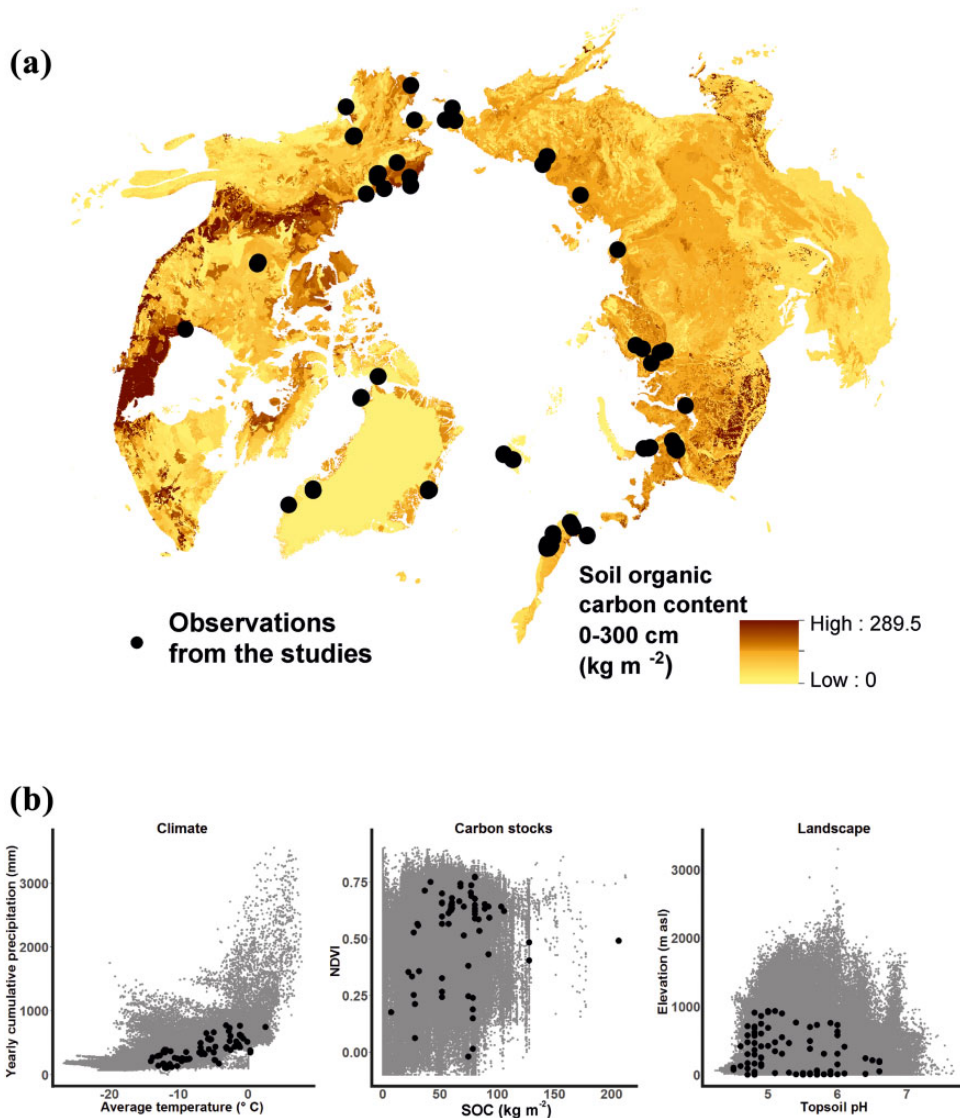 (a)
Observations
from the studies
Soil organic
carbon content
0-300 cm
(kg m -2)
High : 289.5
Low : 0
(b)
Climate
Yearly cumulative precipitation (mm)
3000
2000
1000
0
-20
-10
0
Average temperature (° C)
Carbon stocks
NDVI
0.75
0.50
0.25
0.00
0
50
100
150
200
SOC (kg m-2)
Landscape
Elevation (m asl)
3000
2000
1000
0
5
6
7
Topsoil pH